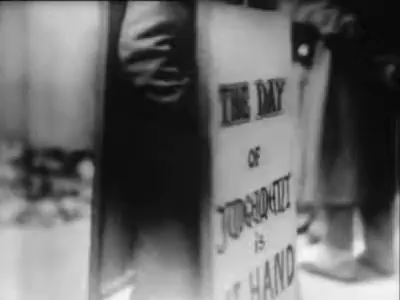 THE DAY
OF
JUDGMENT
is
AT HAND